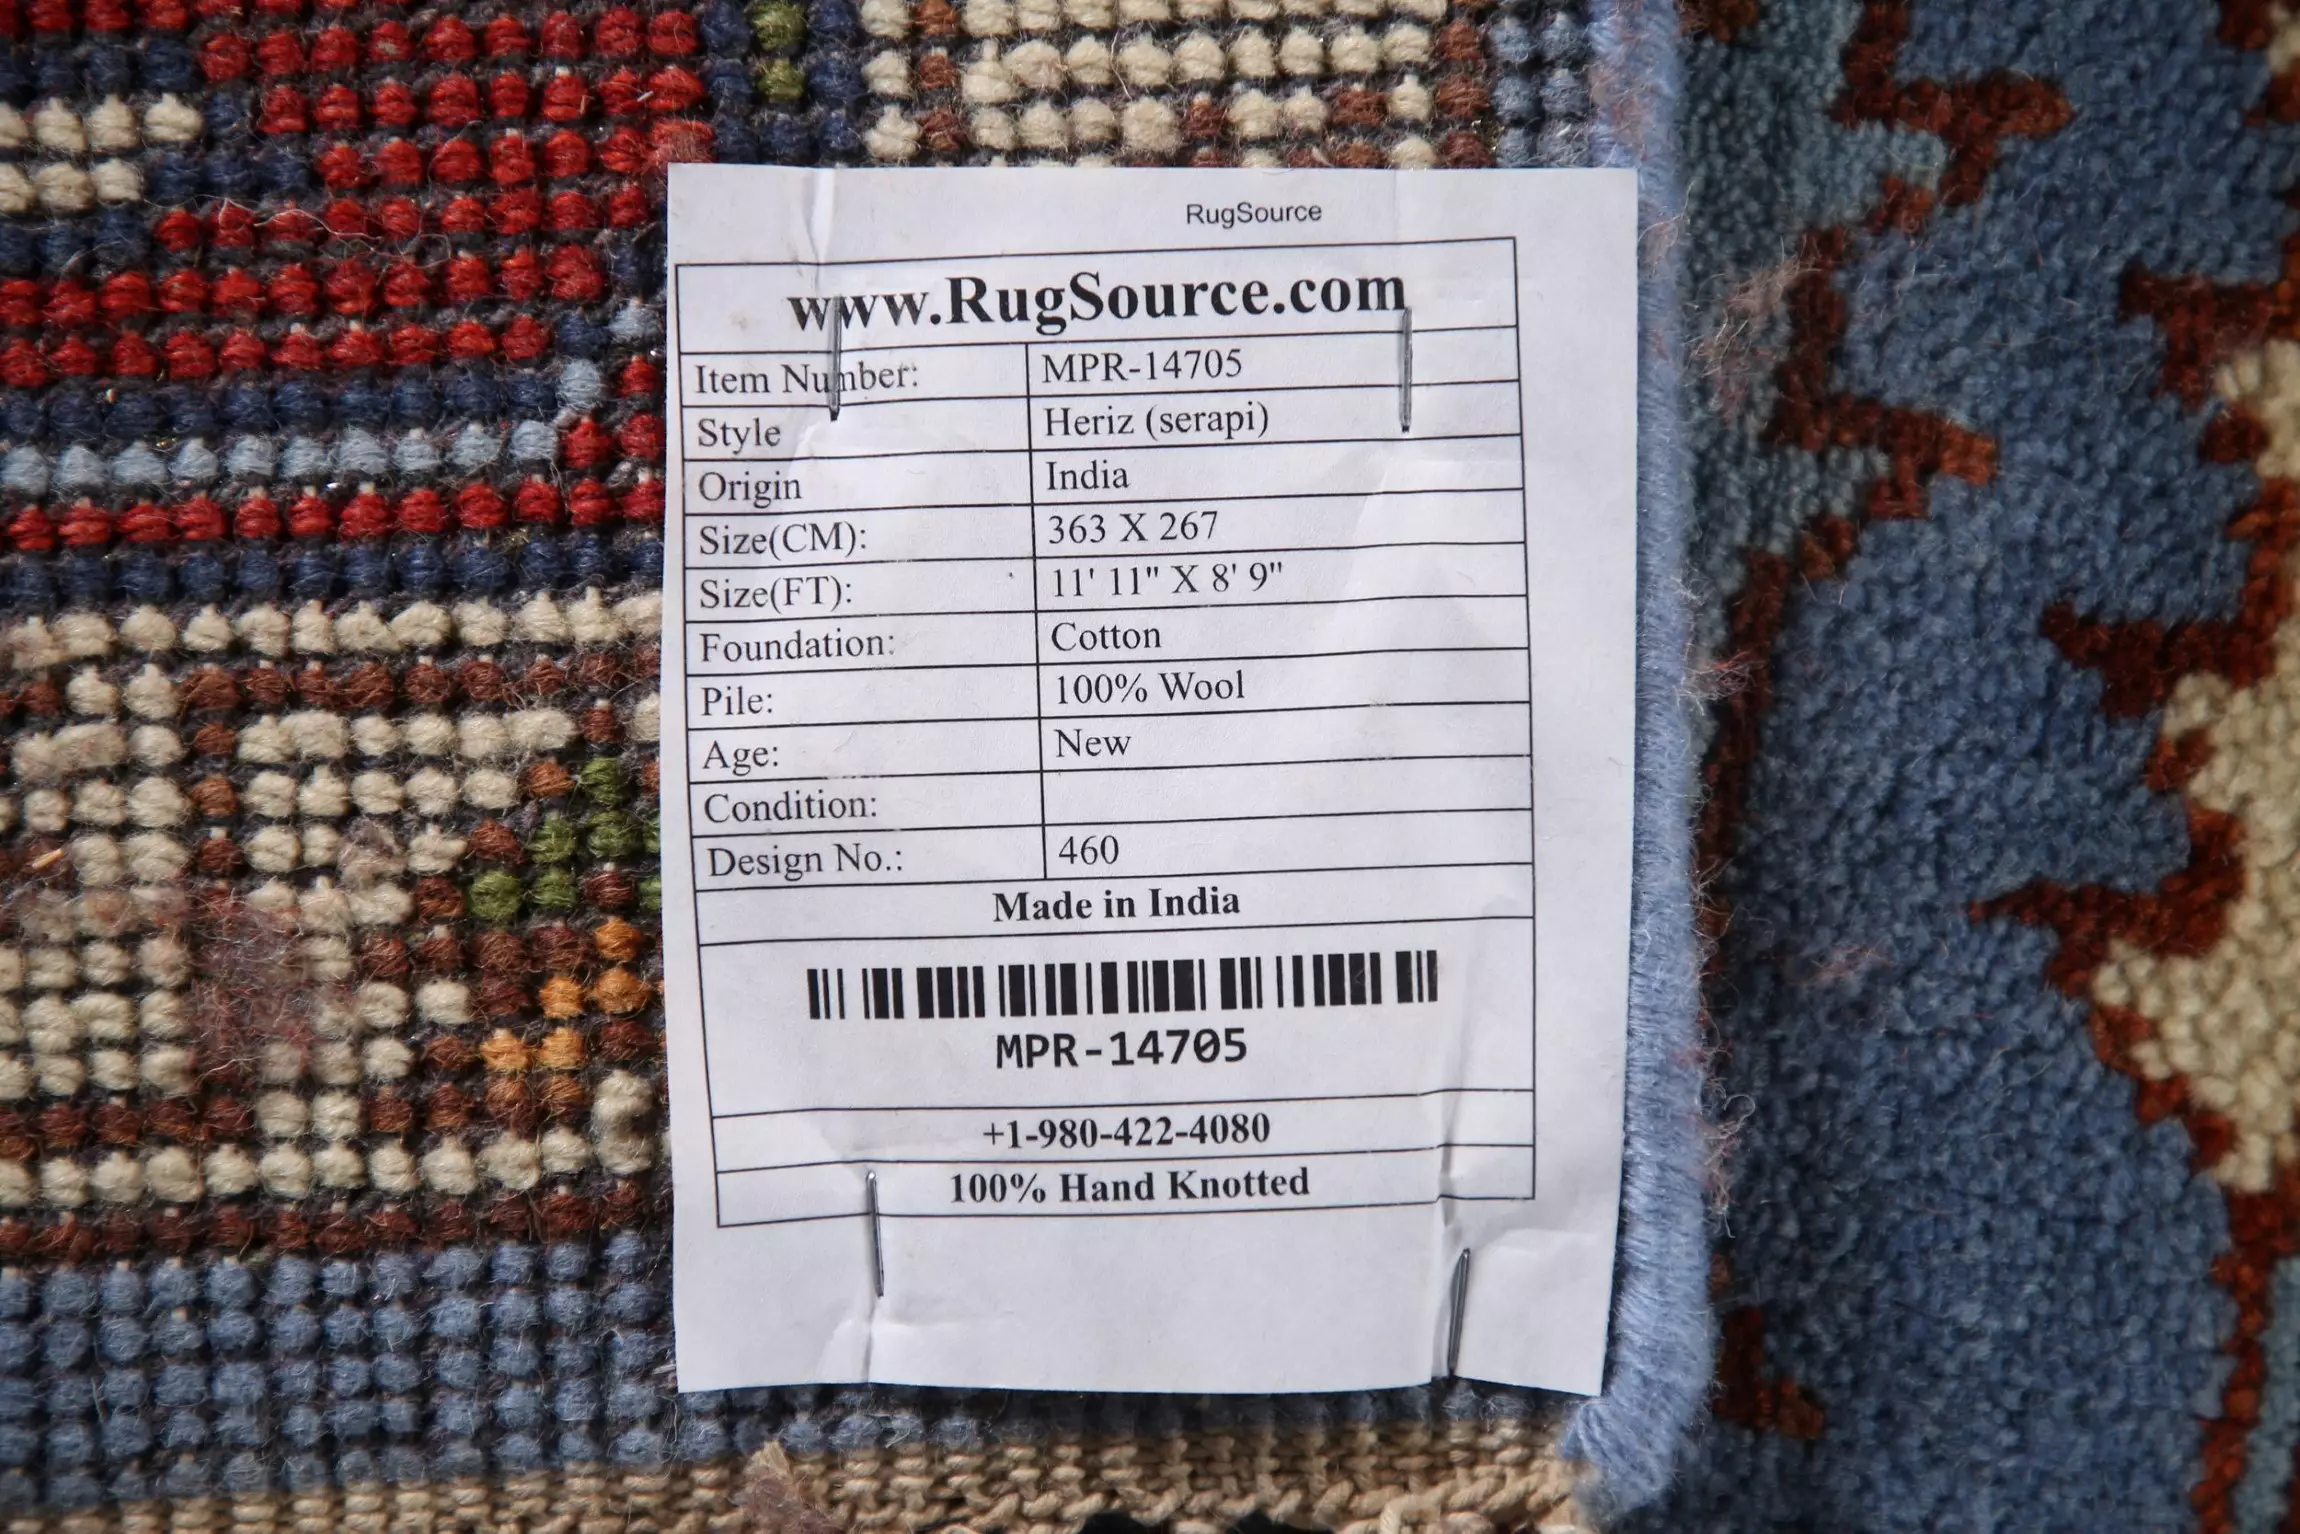 RugSource
www.RugSource.com
Item Number: MPR-14705
Style Heriz (serapi)
Origin India
Size(CM): 363 X 267
Size(FT): 11' 11" X 8' 9"
Foundation: Cotton
Pile: 100% Wool
Age: New
Condition:
Design No.: 460
Made in India
MPR-14705
+1-980-422-4080
100% Hand Knotted